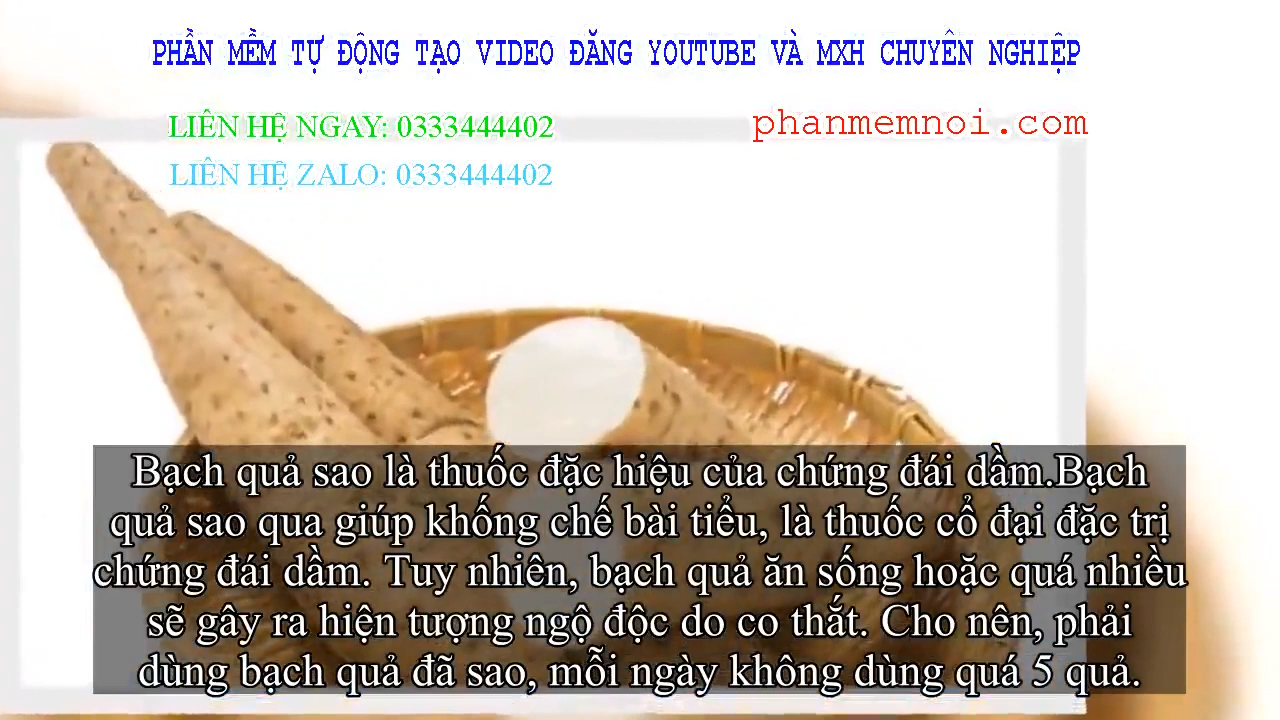 PHẦN MỀM TỰ ĐỘNG TẠO VIDEO ĐĂNG YOUTUBE VÀ MXH CHUYÊN NGHIỆP
LIÊN HỆ NGAY: 0333444402
phanmemnoi.com
LIÊN HỆ ZALO: 0333444402
Bạch quả sao là thuốc đặc hiệu của chứng đái dầm.Bạch
quả sao qua giúp khống chế bài tiểu, là thuốc cổ đại đặc trị
chứng đái dầm. Tuy nhiên, bạch quả ăn sống hoặc quá nhiều
sẽ gây ra hiện tượng ngộ độc do co thắt. Cho nên, phải
dùng bạch quả đã sao, mỗi ngày không dùng quá 5 quả.